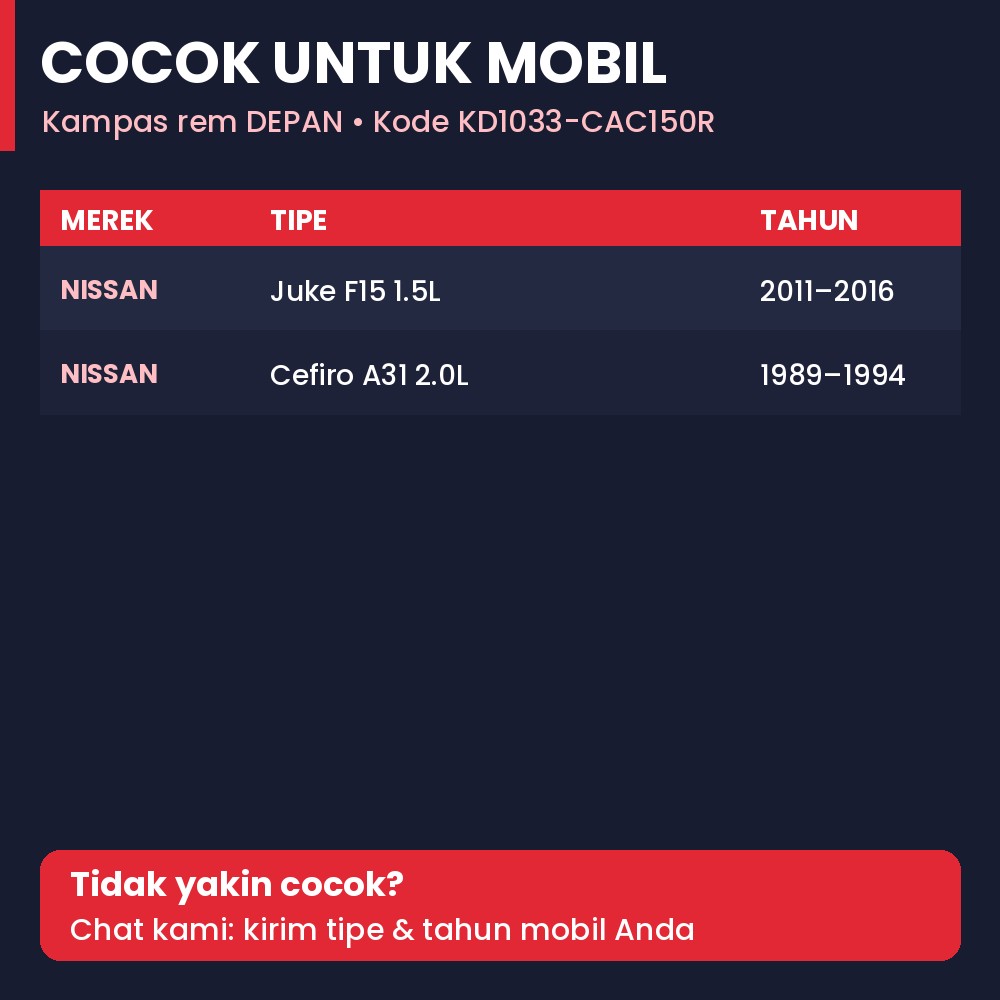 COCOK UNTUK MOBIL
Kampas rem DEPAN • Kode KD1033-CAC150R
MEREK TIPE TAHUN
NISSAN Juke F15 1.5L 2011–2016
NISSAN Cefiro A31 2.0L 1989–1994
Tidak yakin cocok?
Chat kami: kirim tipe & tahun mobil Anda